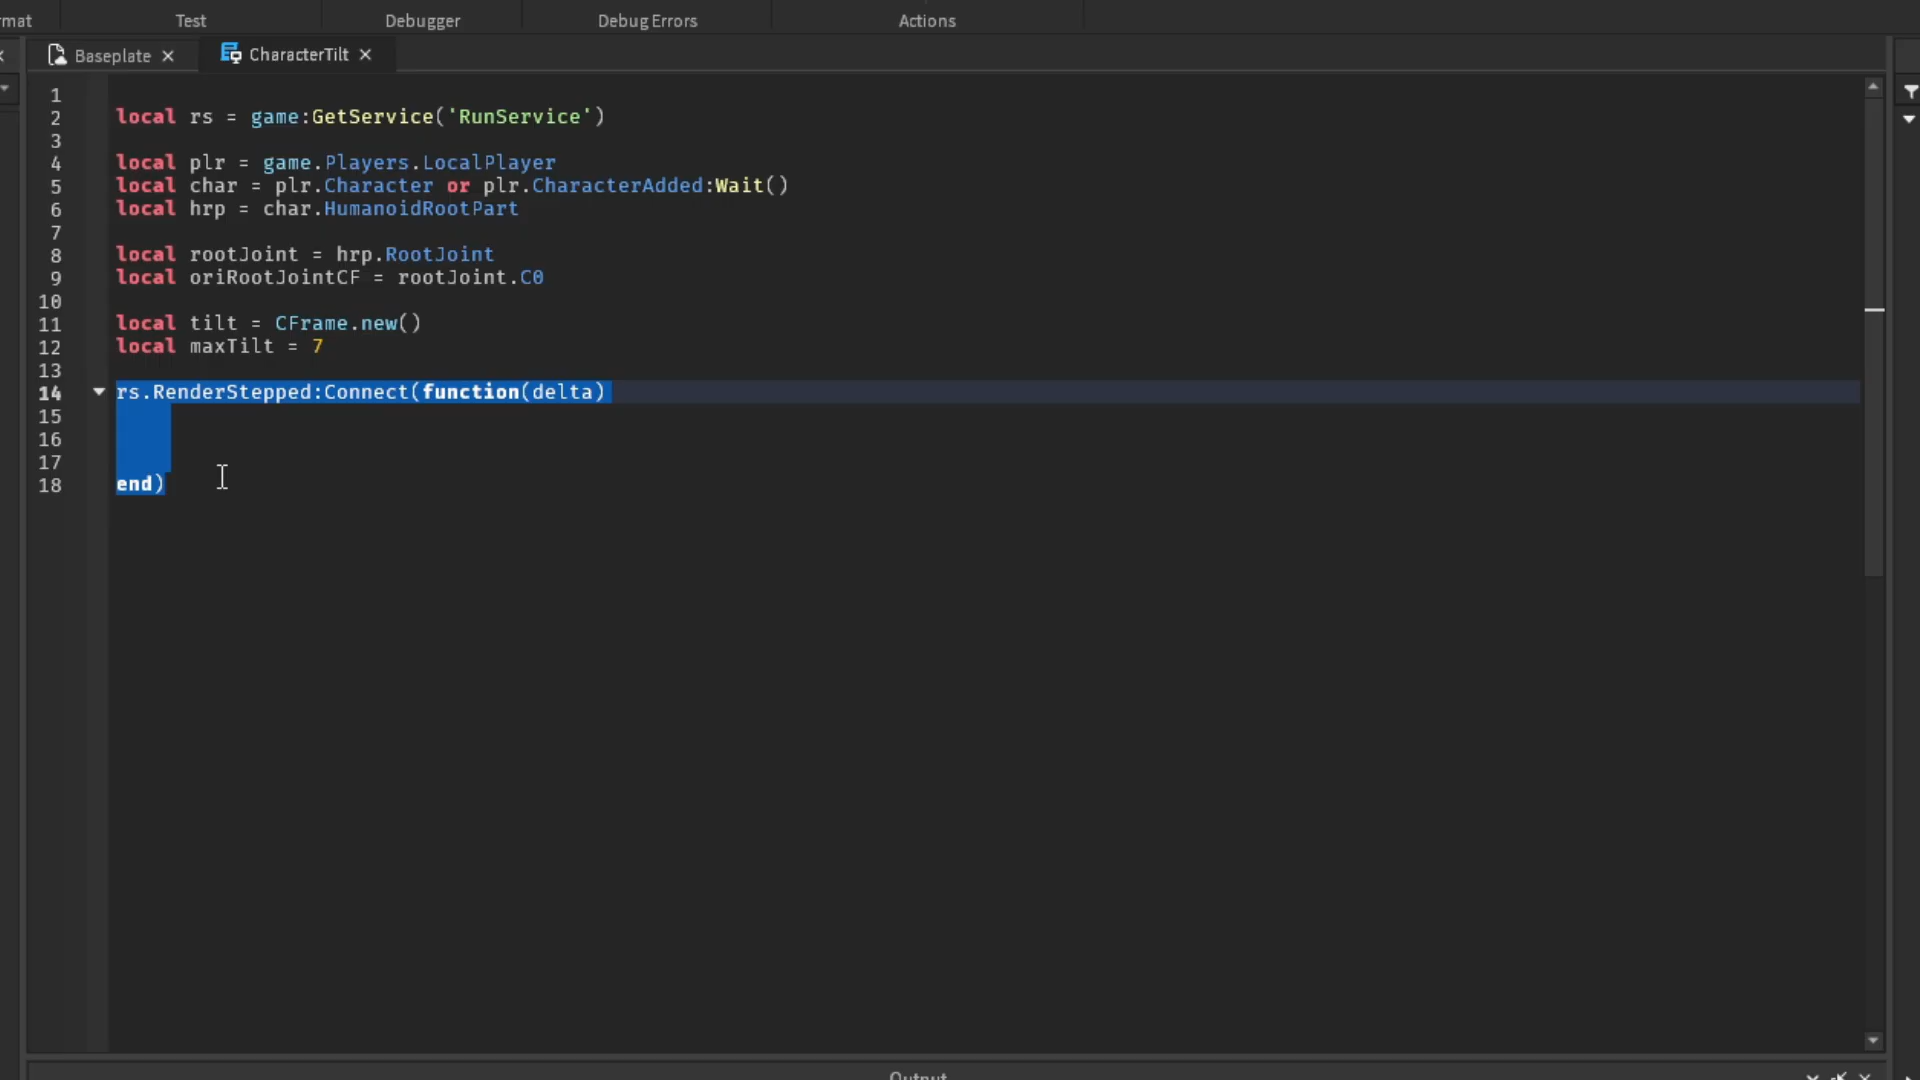 Test
Debugger
Debug Errors
Actions
Baseplate
CharacterTilt
1
2 local rs = game:GetService('RunService')
3
4 local plr = game.Players.LocalPlayer
5 local char = plr.Character or plr.CharacterAdded:Wait()
6 local hrp = char.HumanoidRootPart
7
8 local rootJoint = hrp.RootJoint
9 local oriRootJointCF = rootJoint.C0
10
11 local tilt = CFrame.new()
12 local maxTilt = 7
13
14 rs.RenderStepped:Connect(function(delta)
15
16
17
18 end)
Output